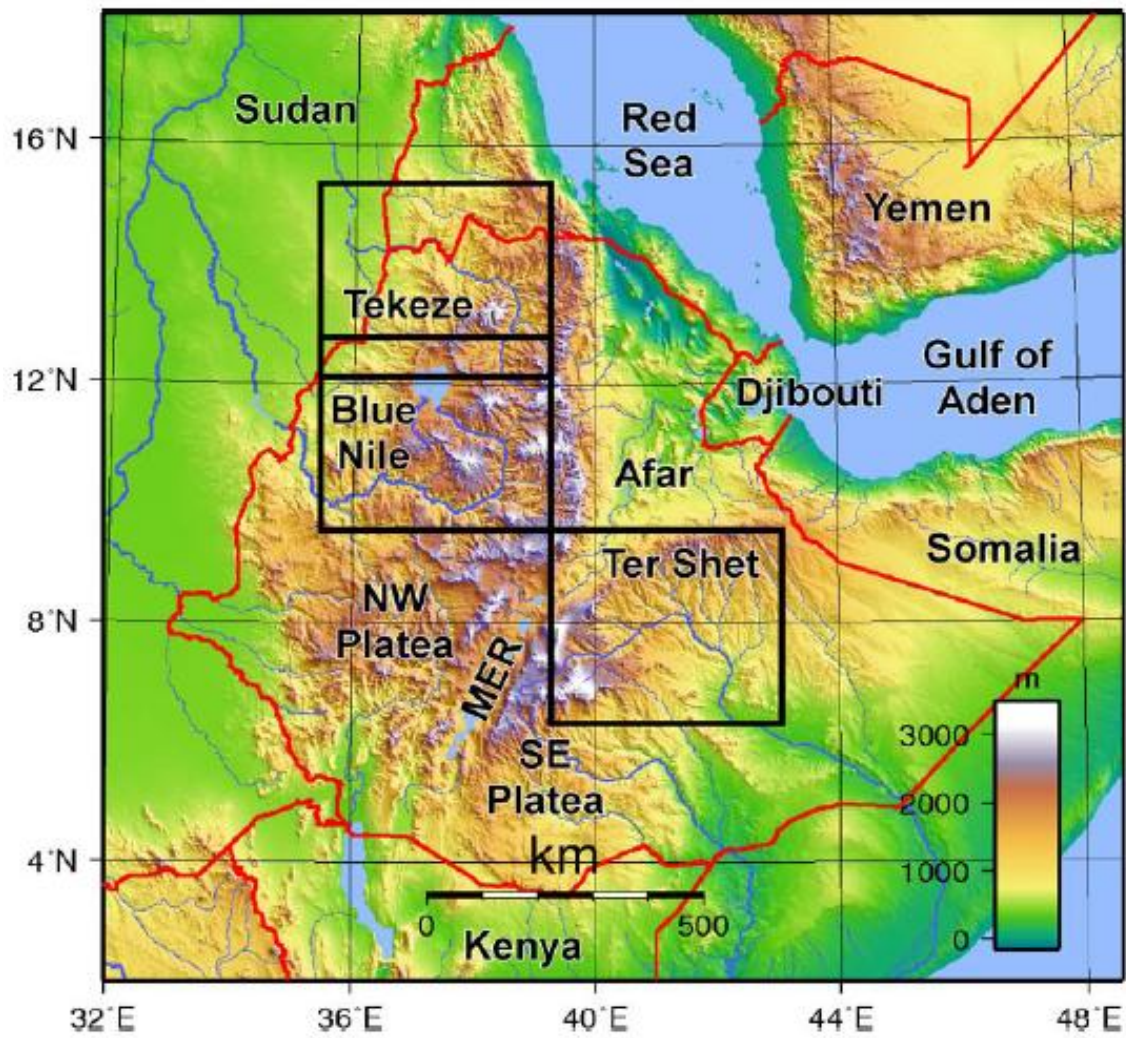 Sudan
Red
Sea
16°N
Yemen
Tekeze
12°N
Gulf of
Aden
Djibouti
Blue
Nile
Afar
Ter Shet
Somalia
NW
Platea
8°N
MER
m
3000
2000
1000
0
SE
Platea
4°N
km
0
500
Kenya
32°E
36°E
40°E
44°E
48°E